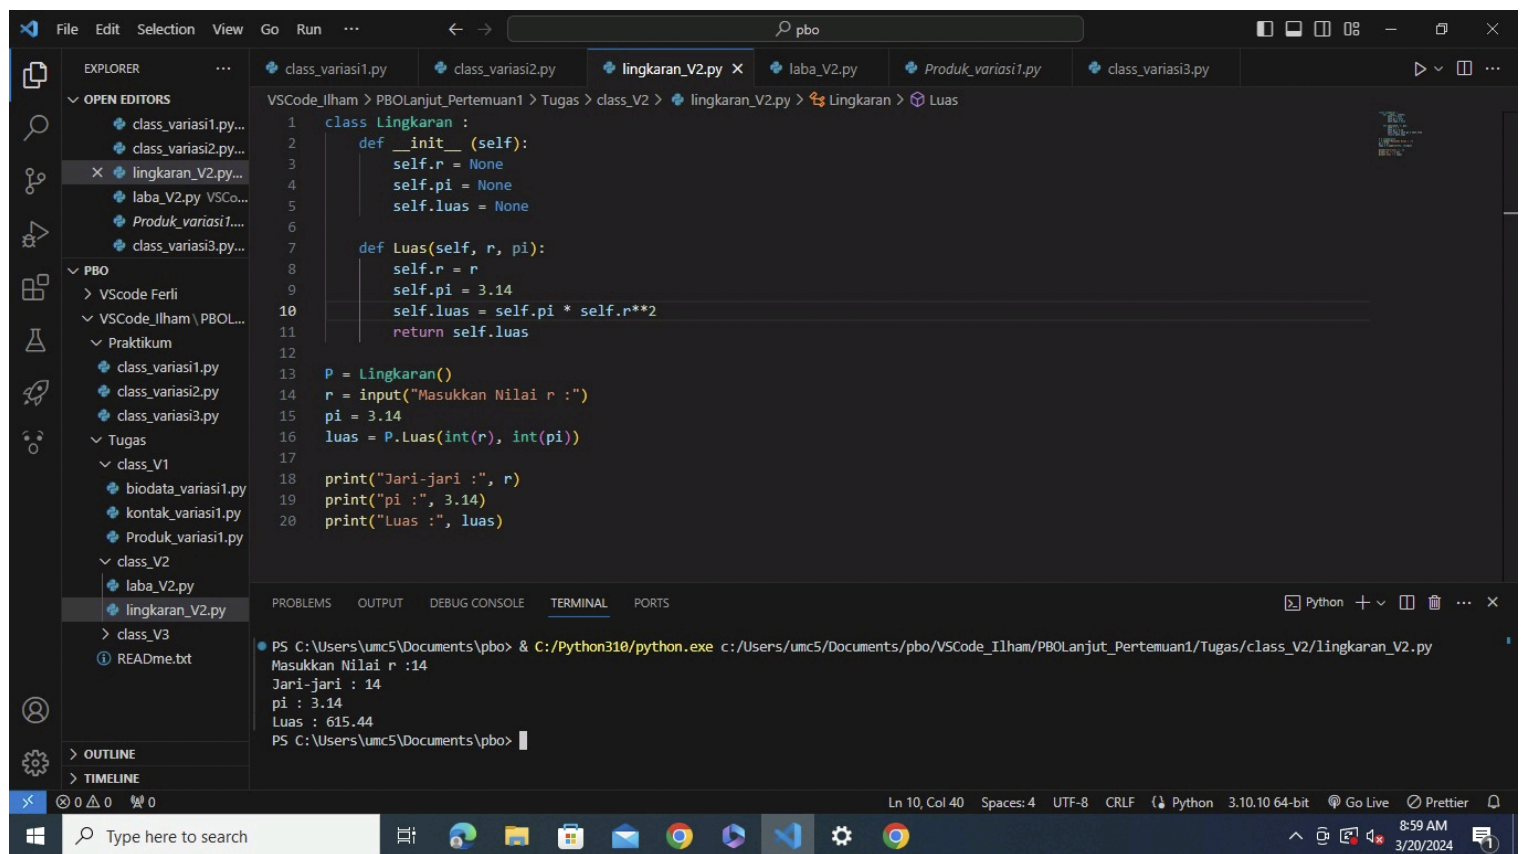 File Edit Selection View Go Run ··· ← → pbo
EXPLORER ···
OPEN EDITORS
class_variasi1.py...
class_variasi2.py...
lingkaran_V2.py...
laba_V2.py VSCo...
Produk_variasi1....
class_variasi3.py...
PBO
VScode Ferli
VSCode_Ilham \ PBOL...
Praktikum
class_variasi1.py
class_variasi2.py
class_variasi3.py
Tugas
class_V1
biodata_variasi1.py
kontak_variasi1.py
Produk_variasi1.py
class_V2
laba_V2.py
lingkaran_V2.py
class_V3
READme.txt
OUTLINE
TIMELINE
class_variasi1.py class_variasi2.py lingkaran_V2.py laba_V2.py Produk_variasi1.py class_variasi3.py
VSCode_Ilham > PBOLanjut_Pertemuan1 > Tugas > class_V2 > lingkaran_V2.py > Lingkaran > Luas
1 class Lingkaran :
2 def __init__ (self):
3 self.r = None
4 self.pi = None
5 self.luas = None
6
7 def Luas(self, r, pi):
8 self.r = r
9 self.pi = 3.14
10 self.luas = self.pi * self.r**2
11 return self.luas
12
13 P = Lingkaran()
14 r = input("Masukkan Nilai r :")
15 pi = 3.14
16 luas = P.Luas(int(r), int(pi))
17
18 print("Jari-jari :", r)
19 print("pi :", 3.14)
20 print("Luas :", luas)
PROBLEMS OUTPUT DEBUG CONSOLE TERMINAL PORTS Python
PS C:\Users\umc5\Documents\pbo> & C:/Python310/python.exe c:/Users/umc5/Documents/pbo/VSCode_Ilham/PBOLanjut_Pertemuan1/Tugas/class_V2/lingkaran_V2.py
Masukkan Nilai r :14
Jari-jari : 14
pi : 3.14
Luas : 615.44
PS C:\Users\umc5\Documents\pbo>
0 0 0 Ln 10, Col 40 Spaces: 4 UTF-8 CRLF Python 3.10.10 64-bit Go Live Prettier
Type here to search
8:59 AM
3/20/2024
1